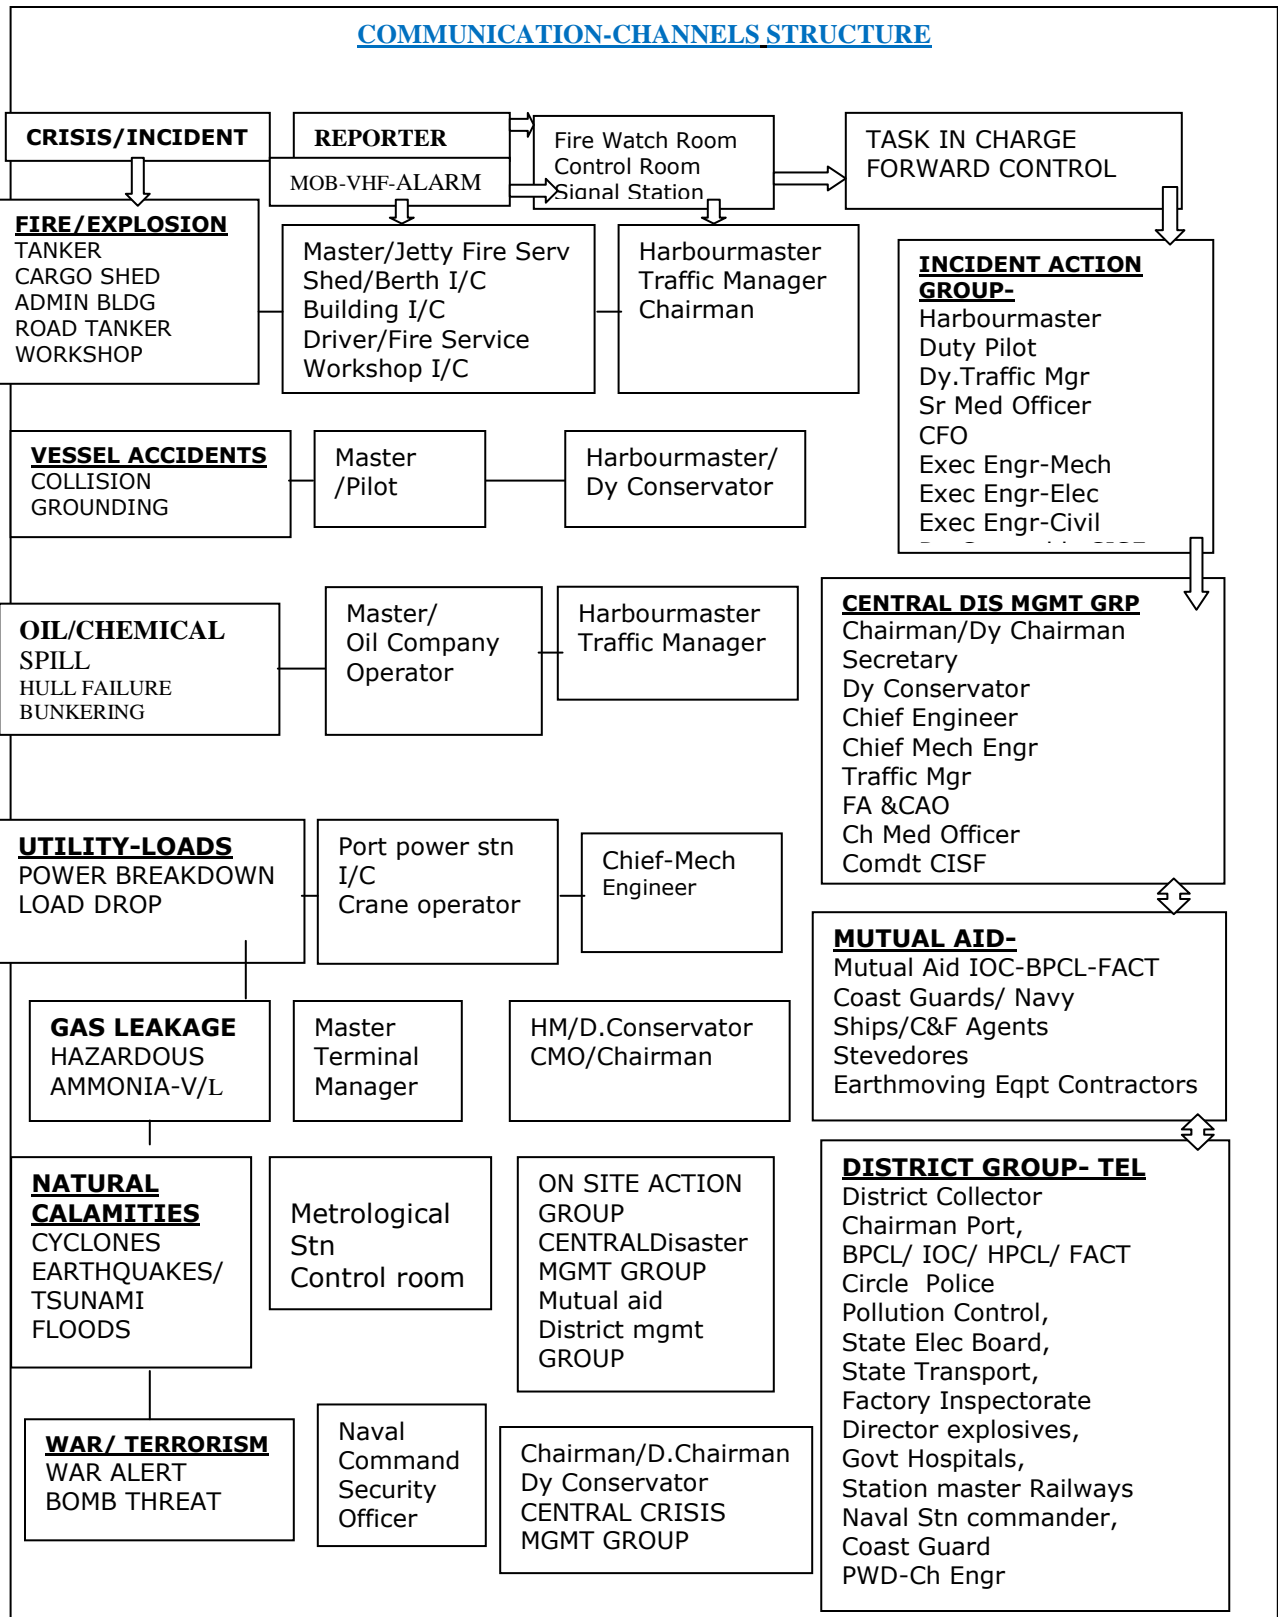 COMMUNICATION-CHANNELS STRUCTURE
CRISIS/INCIDENT
REPORTER
MOB-VHF-ALARM
Fire Watch Room
Control Room
Signal Station
TASK IN CHARGE
FORWARD CONTROL
FIRE/EXPLOSION
TANKER
CARGO SHED
ADMIN BLDG
ROAD TANKER
WORKSHOP
Master/Jetty Fire Serv
Shed/Berth I/C
Building I/C
Driver/Fire Service
Workshop I/C
Harbourmaster
Traffic Manager
Chairman
INCIDENT ACTION
GROUP-
Harbourmaster
Duty Pilot
Dy.Traffic Mgr
Sr Med Officer
CFO
Exec Engr-Mech
Exec Engr-Elec
Exec Engr-Civil
VESSEL ACCIDENTS
COLLISION
GROUNDING
Master
/Pilot
Harbourmaster/
Dy Conservator
CENTRAL DIS MGMT GRP
Chairman/Dy Chairman
Secretary
Dy Conservator
Chief Engineer
Chief Mech Engr
Traffic Mgr
FA &CAO
Ch Med Officer
Comdt CISF
OIL/CHEMICAL
SPILL
HULL FAILURE
BUNKERING
Master/
Oil Company
Operator
Harbourmaster
Traffic Manager
UTILITY-LOADS
POWER BREAKDOWN
LOAD DROP
Port power stn
I/C
Crane operator
Chief-Mech
Engineer
MUTUAL AID-
Mutual Aid IOC-BPCL-FACT
Coast Guards/ Navy
Ships/C&F Agents
Stevedores
Earthmoving Eqpt Contractors
GAS LEAKAGE
HAZARDOUS
AMMONIA-V/L
Master
Terminal
Manager
HM/D.Conservator
CMO/Chairman
NATURAL
CALAMITIES
CYCLONES
EARTHQUAKES/
TSUNAMI
FLOODS
Metrological
Stn
Control room
ON SITE ACTION
GROUP
CENTRALDisaster
MGMT GROUP
Mutual aid
District mgmt
GROUP
DISTRICT GROUP- TEL
District Collector
Chairman Port,
BPCL/ IOC/ HPCL/ FACT
Circle Police
Pollution Control,
State Elec Board,
State Transport,
Factory Inspectorate
Director explosives,
Govt Hospitals,
Station master Railways
Naval Stn commander,
Coast Guard
PWD-Ch Engr
WAR/ TERRORISM
WAR ALERT
BOMB THREAT
Naval
Command
Security
Officer
Chairman/D.Chairman
Dy Conservator
CENTRAL CRISIS
MGMT GROUP